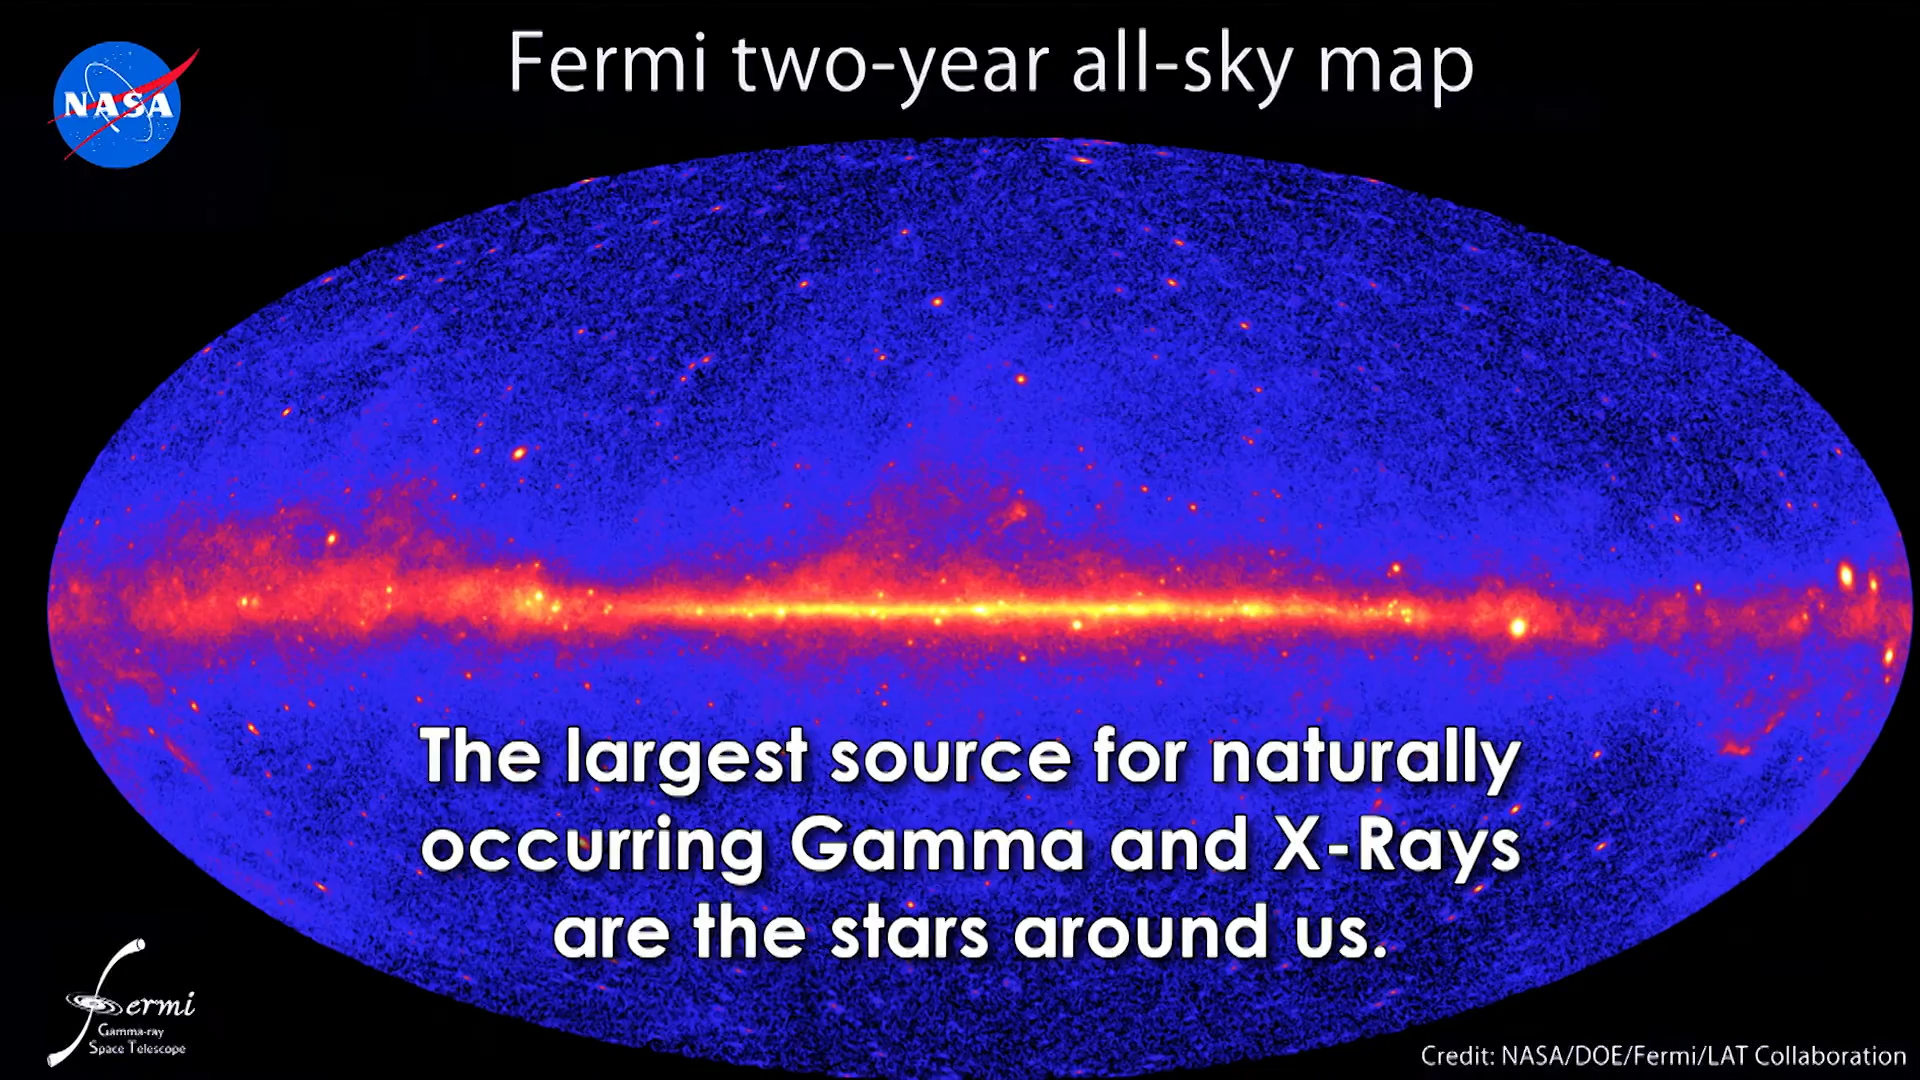 Fermi two-year all-sky map
NASA
The largest source for naturally
occurring Gamma and X-Rays
are the stars around us.
Fermi
Gamma-ray
Space Telescope
Credit: NASA/DOE/Fermi/LAT Collaboration